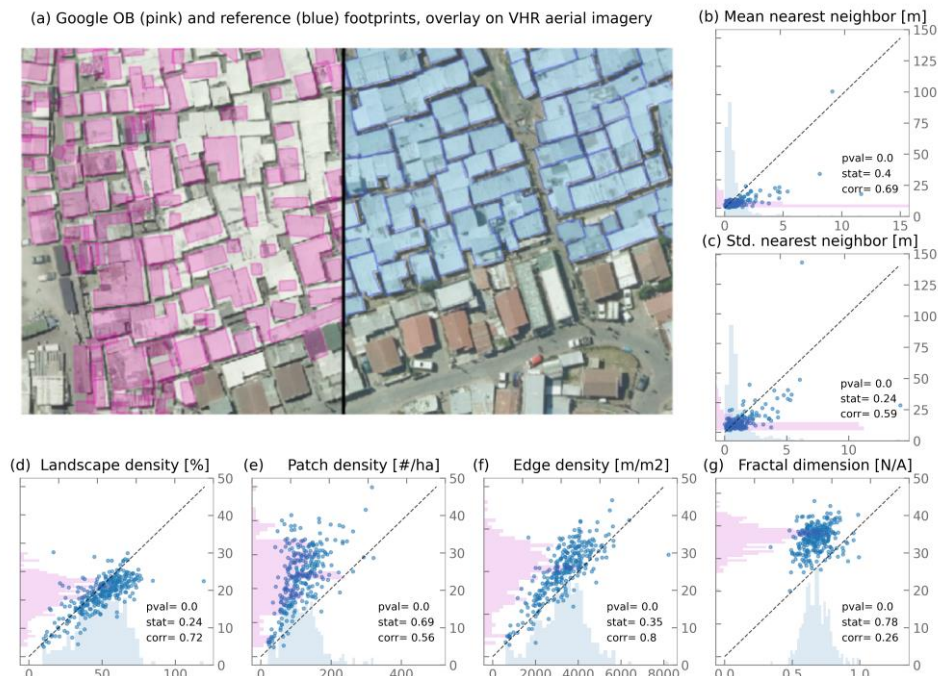 (a) Google OB (pink) and reference (blue) footprints, overlay on VHR aerial imagery
(b) Mean nearest neighbor [m]
150
125
100
75
50
25
0
pval= 0.0
stat= 0.4
corr= 0.69
0 5 10 15
(c) Std. nearest neighbor [m]
150
125
100
75
50
25
0
pval= 0.0
stat= 0.24
corr= 0.59
0 5 10
(d) Landscape density [%]
50
40
30
20
10
0
pval= 0.0
stat= 0.24
corr= 0.72
0 50 100
(e) Patch density [#/ha]
50
40
30
20
10
0
pval= 0.0
stat= 0.69
corr= 0.56
0 200 400
(f) Edge density [m/m2]
50
40
30
20
10
0
pval= 0.0
stat= 0.35
corr= 0.8
0 2000 4000 6000 8000
(g) Fractal dimension [N/A]
50
40
30
20
10
0
pval= 0.0
stat= 0.78
corr= 0.26
0.0 0.5 1.0